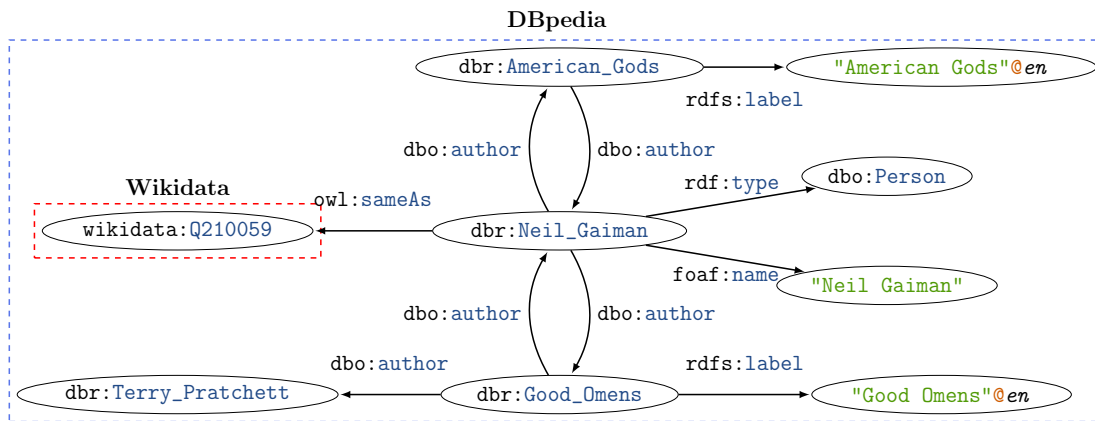 DBpedia
dbr:American_Gods
"American Gods"@en
rdfs:label
dbo:author
dbo:author
rdf:type
dbo:Person
Wikidata
owl:sameAs
wikidata:Q210059
dbr:Neil_Gaiman
foaf:name
"Neil Gaiman"
dbo:author
dbo:author
dbo:author
rdfs:label
dbr:Terry_Pratchett
dbr:Good_Omens
"Good Omens"@en